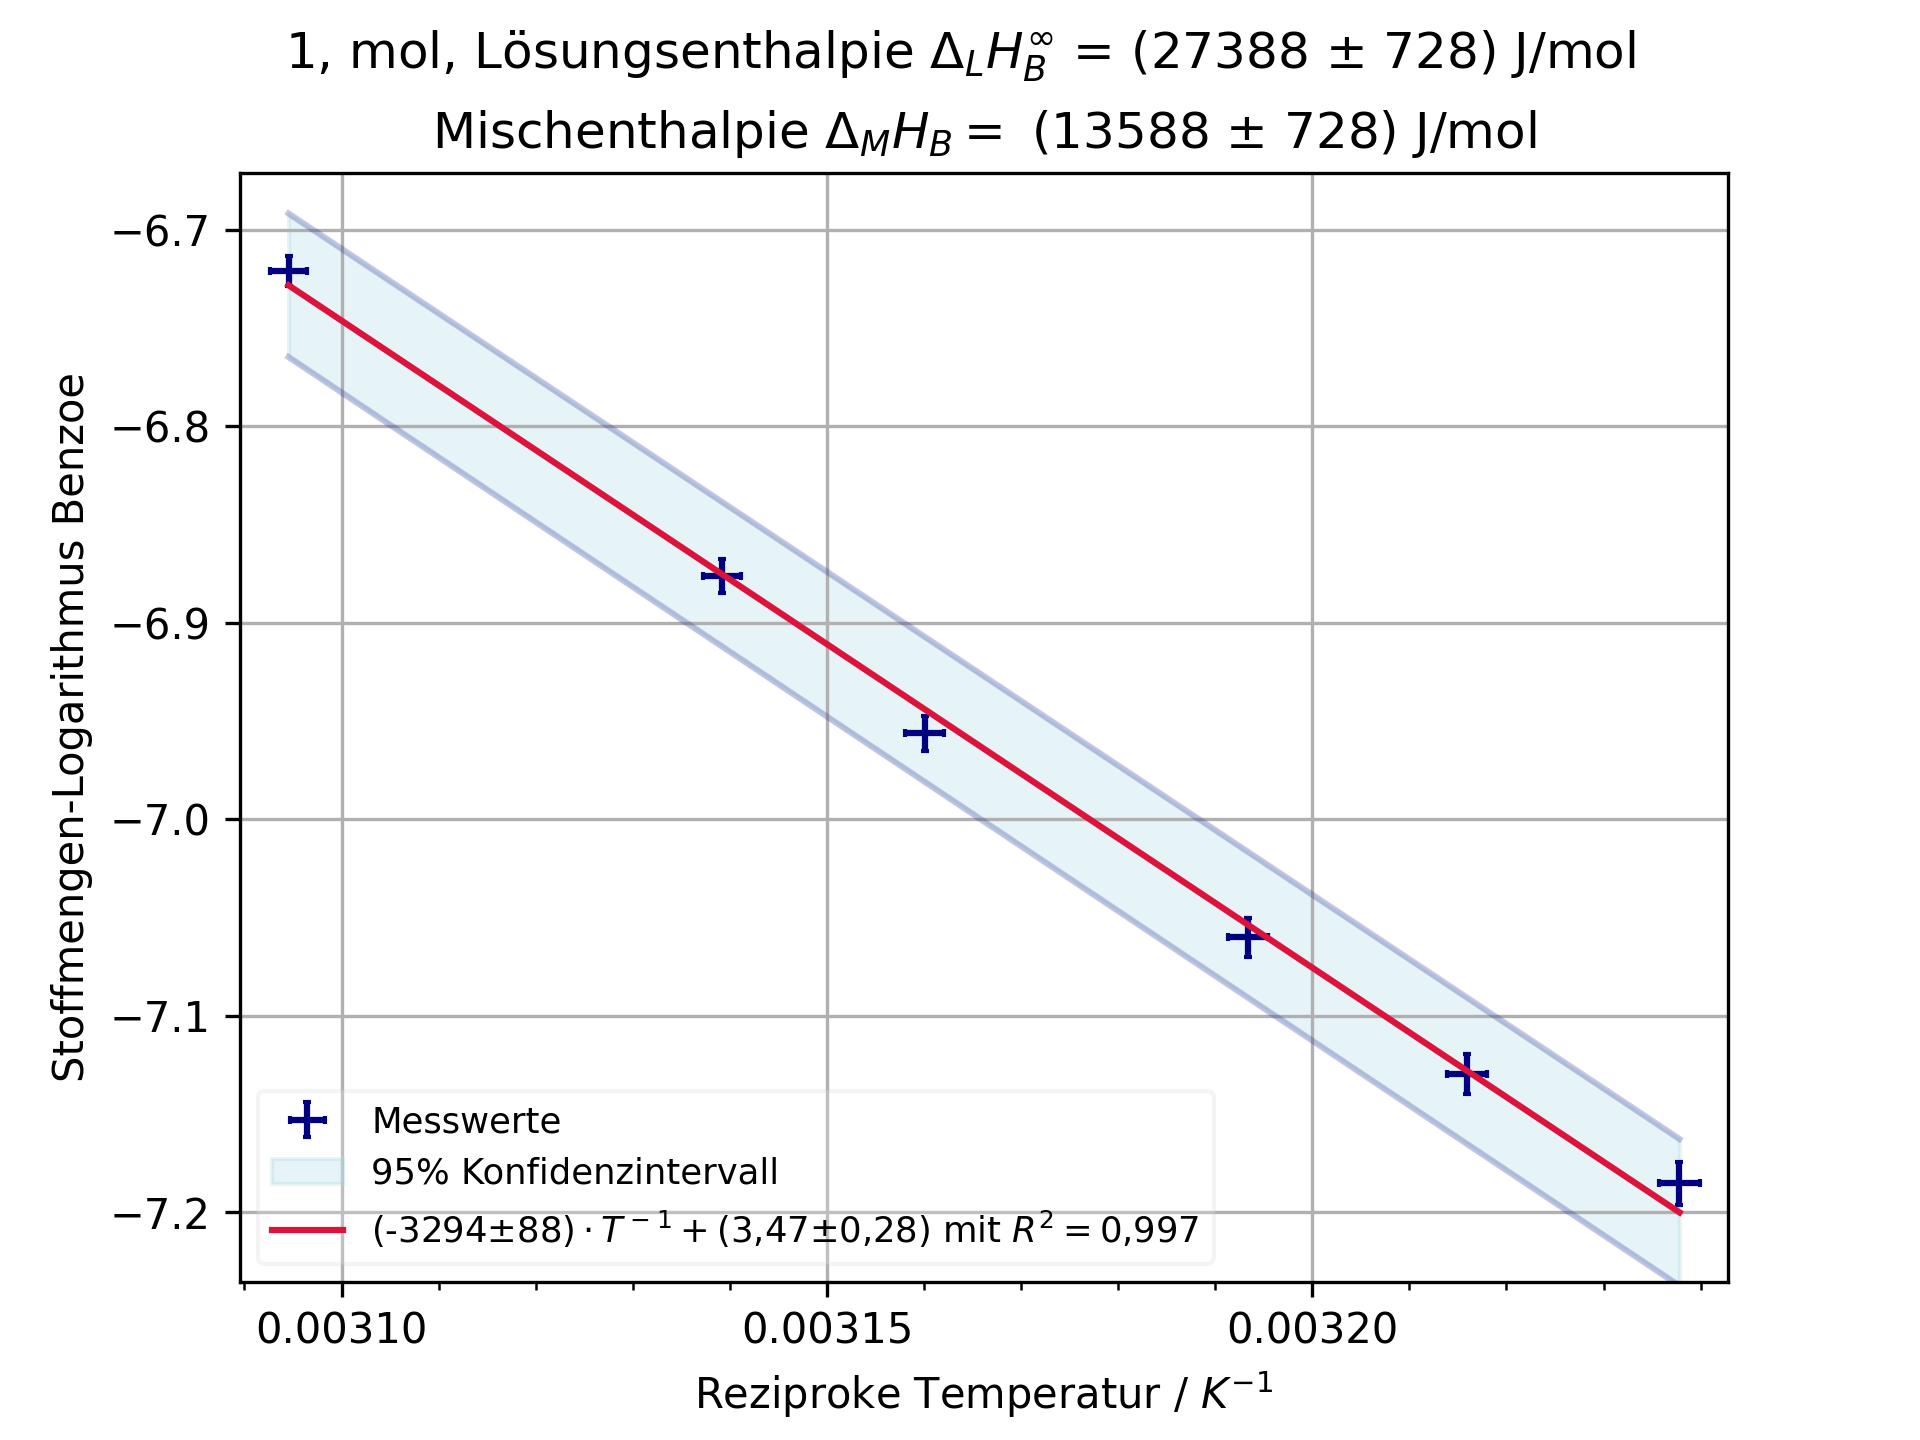 1, mol, Lösungsenthalpie Δ_L H_B^∞ = (27388 ± 728) J/mol
Mischenthalpie Δ_M H_B = (13588 ± 728) J/mol
Stoffmengen-Logarithmus Benzoe
−6.7
−6.8
−6.9
−7.0
−7.1
−7.2
Messwerte
95% Konfidenzintervall
(-3294±88) · T⁻¹ + (3,47±0,28) mit R² = 0,997
0.00310 0.00315 0.00320
Reziproke Temperatur / K⁻¹